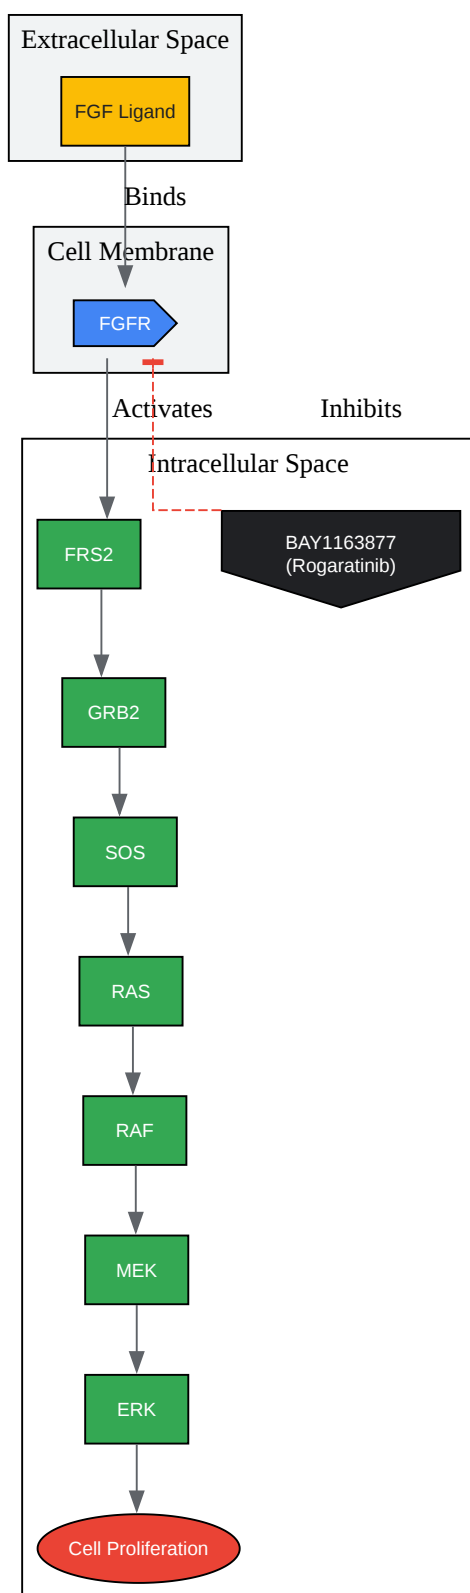 Extracellular Space
FGF Ligand
Binds
Cell Membrane
FGFR
Activates
Inhibits
Intracellular Space
FRS2
BAY1163877
(Rogaratinib)
GRB2
SOS
RAS
RAF
MEK
ERK
Cell Proliferation